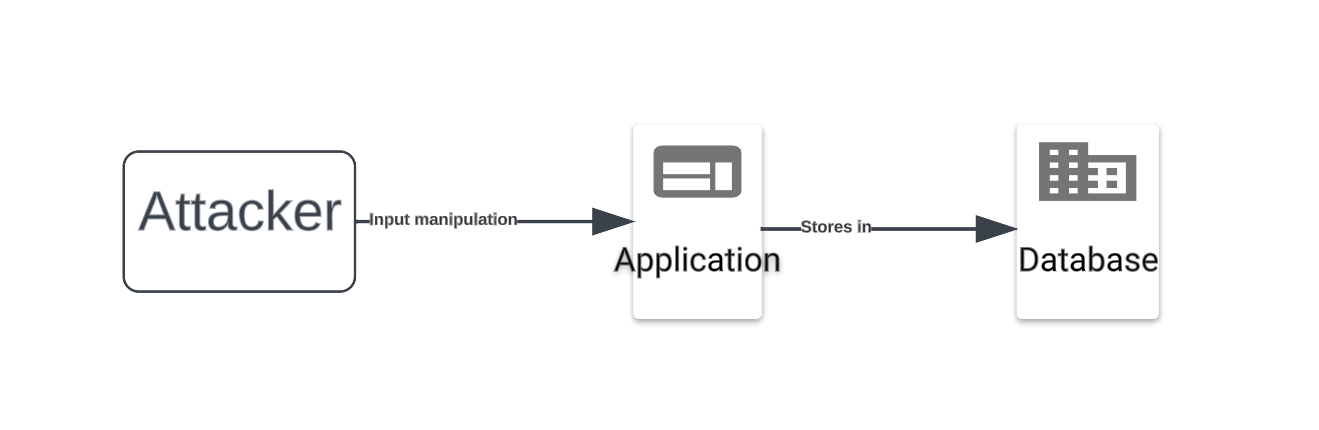 Attacker
Input manipulation
Application
Stores in
Database